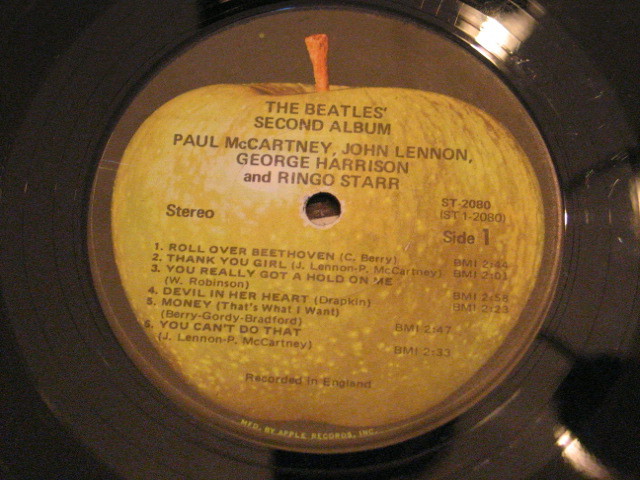 THE BEATLES'
SECOND ALBUM
PAUL McCARTNEY, JOHN LENNON,
GEORGE HARRISON
and RINGO STARR
Stereo
ST-2080
(ST 1-2080)
Side 1
1. ROLL OVER BEETHOVEN (C. Berry) BMI 2:44
2. THANK YOU GIRL (J. Lennon-P. McCartney) BMI 2:01
3. YOU REALLY GOT A HOLD ON ME
(W. Robinson) BMI 2:58
4. DEVIL IN HER HEART (Drapkin) BMI 2:23
5. MONEY (That's What I Want)
(Berry-Gordy-Bradford) BMI 2:47
6. YOU CAN'T DO THAT
(J. Lennon-P. McCartney) BMI 2:33
Recorded in England
MFD. BY APPLE RECORDS, INC.